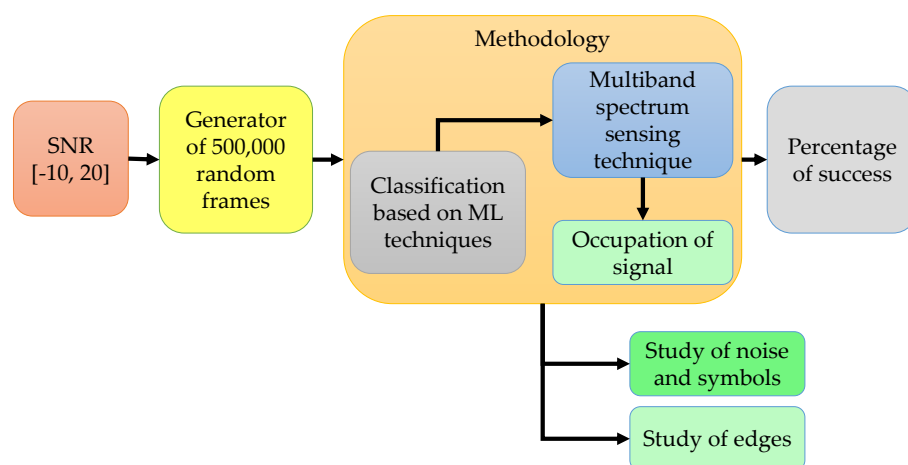 SNR
[-10, 20]
Generator
of 500,000
random
frames
Methodology
Classification
based on ML
techniques
Multiband
spectrum
sensing
technique
Occupation of
signal
Percentage
of success
Study of noise
and symbols
Study of edges